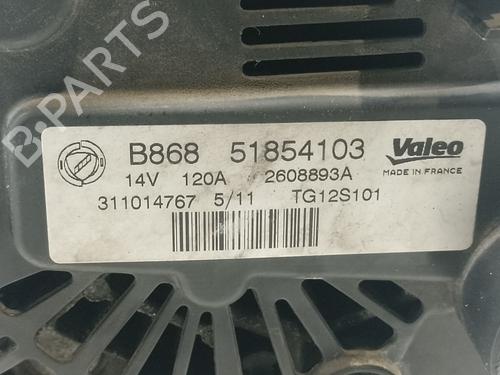 B-PARTS
B868 51854103 Valeo
14V 120A 2608893A MADE IN FRANCE
311014767 5/11 TG12S101